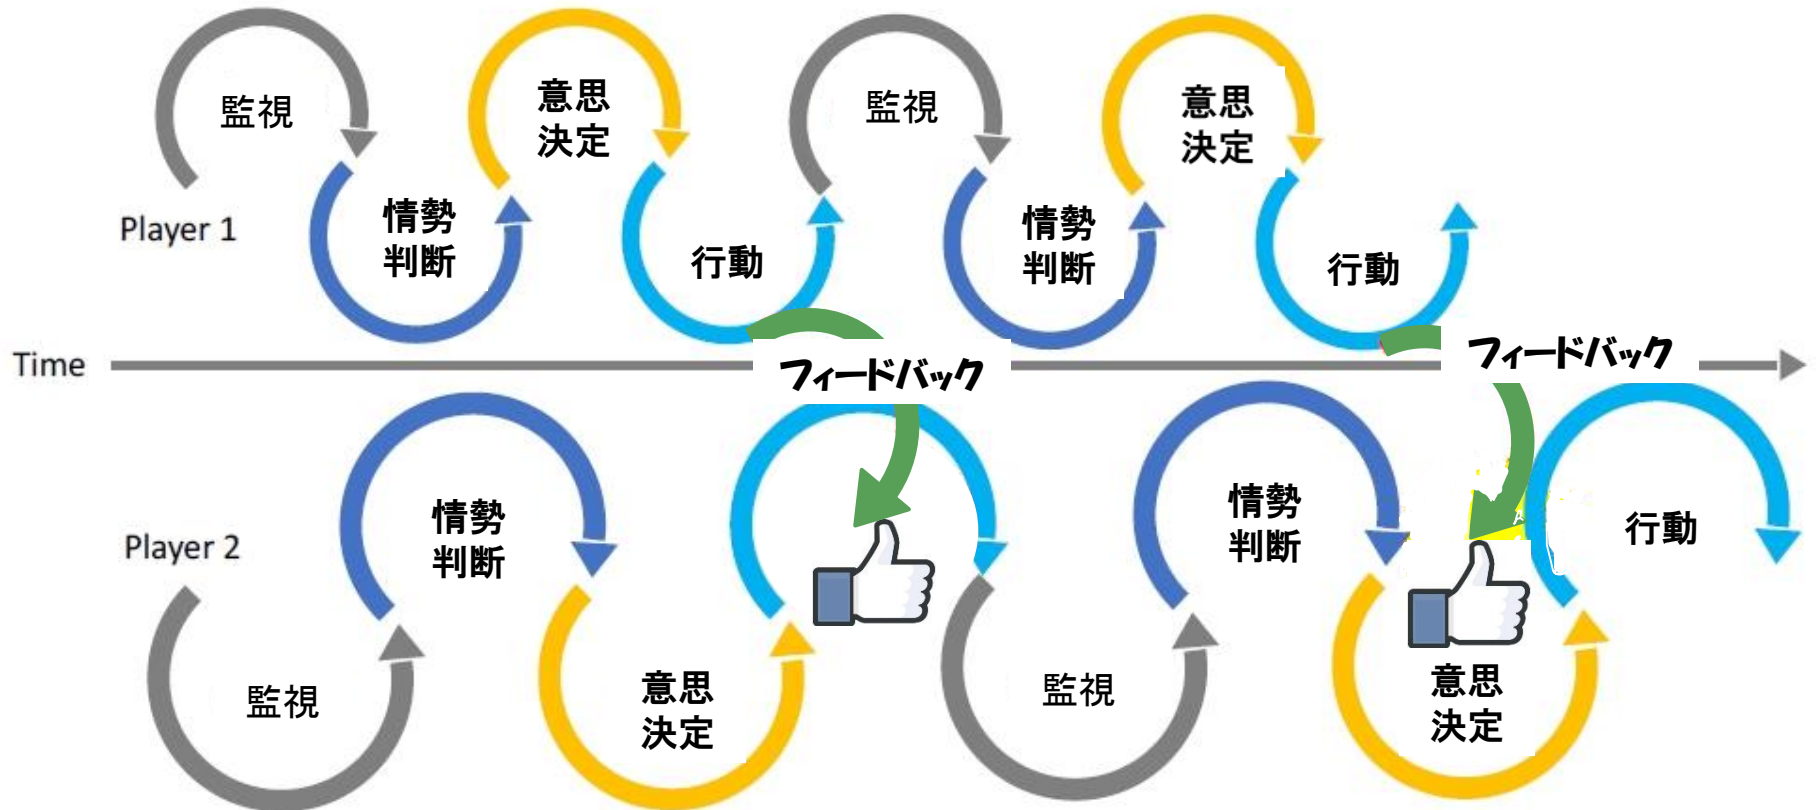 監視
意思
決定
監視
意思
決定
Player 1
情勢
判断
行動
情勢
判断
行動
Time
フィードバック
フィードバック
Player 2
情勢
判断
情勢
判断
行動
監視
意思
決定
監視
意思
決定